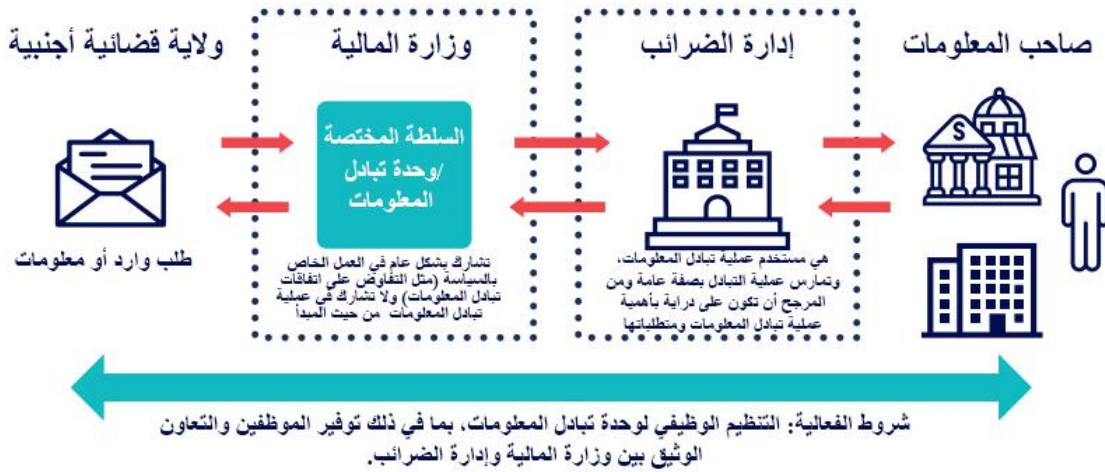 صاحب المعلومات
إدارة الضرائب
وزارة المالية
ولاية قضائية أجنبية
السلطة المختصة
/وحدة تبادل
المعلومات
طلب وارد أو معلومات
هي مستخدم عملية تبادل المعلومات،
وتمارس عملية التبادل بصفة عامة ومن
المرجح أن تكون على دراية بأهمية
عملية تبادل المعلومات ومتطلباتها
تشارك بشكل عام في العمل الخاص
بالسياسة (مثل التفاوض على اتفاقات
تبادل المعلومات) ولا تشارك في عملية
تبادل المعلومات من حيث المبدأ
شروط الفعالية: التنظيم الوظيفي لوحدة تبادل المعلومات، بما في ذلك توفير الموظفين والتعاون
الوثيق بين وزارة المالية وإدارة الضرائب.
$